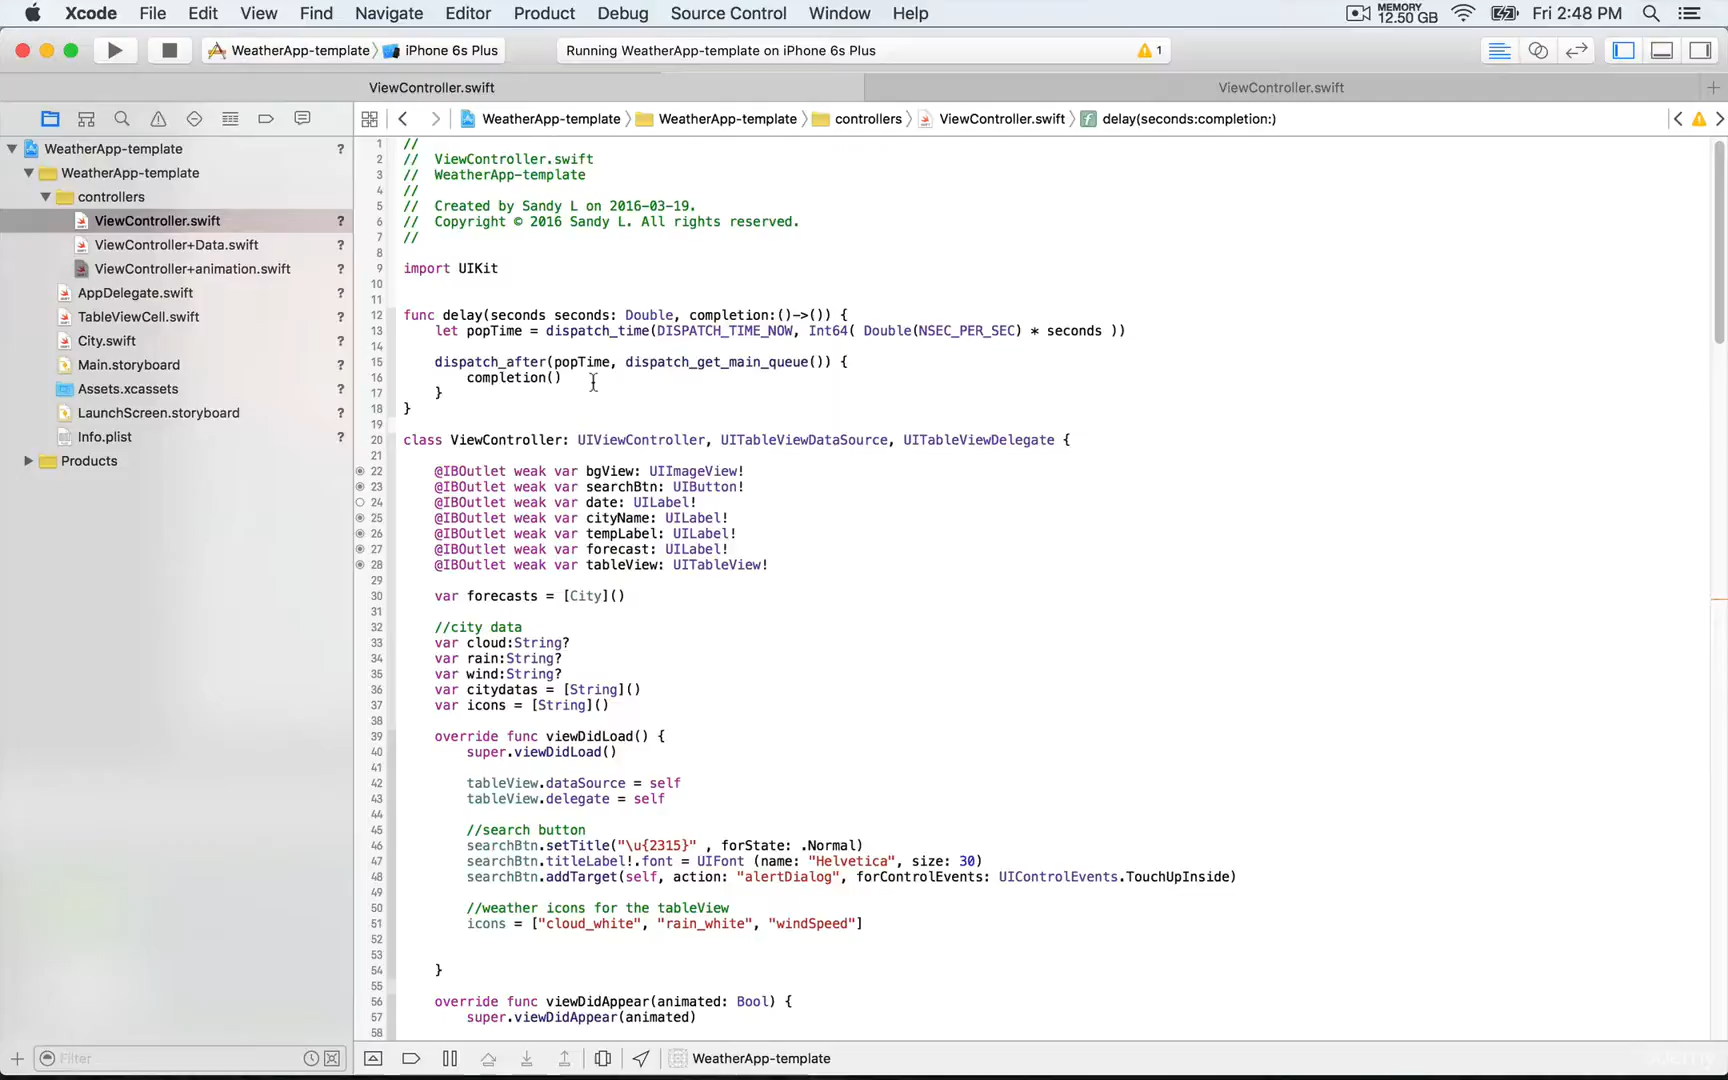 Xcode File Edit View Find Navigate Editor Product Debug Source Control Window Help MEMORY 12.50 GB Fri 2:48 PM
WeatherApp-template iPhone 6s Plus Running WeatherApp-template on iPhone 6s Plus 1
ViewController.swift ViewController.swift
WeatherApp-template WeatherApp-template controllers ViewController.swift delay(seconds:completion:)
WeatherApp-template ?
WeatherApp-template
controllers
ViewController.swift ?
ViewController+Data.swift ?
ViewController+animation.swift ?
AppDelegate.swift ?
TableViewCell.swift ?
City.swift ?
Main.storyboard ?
Assets.xcassets ?
LaunchScreen.storyboard ?
Info.plist ?
Products
1 //
2 // ViewController.swift
3 // WeatherApp-template
4 //
5 // Created by Sandy L on 2016-03-19.
6 // Copyright © 2016 Sandy L. All rights reserved.
7 //
8
9 import UIKit
10
11
12 func delay(seconds seconds: Double, completion:()->()) {
13 let popTime = dispatch_time(DISPATCH_TIME_NOW, Int64( Double(NSEC_PER_SEC) * seconds ))
14
15 dispatch_after(popTime, dispatch_get_main_queue()) {
16 completion()
17 }
18 }
19
20 class ViewController: UIViewController, UITableViewDataSource, UITableViewDelegate {
21
22 @IBOutlet weak var bgView: UIImageView!
23 @IBOutlet weak var searchBtn: UIButton!
24 @IBOutlet weak var date: UILabel!
25 @IBOutlet weak var cityName: UILabel!
26 @IBOutlet weak var tempLabel: UILabel!
27 @IBOutlet weak var forecast: UILabel!
28 @IBOutlet weak var tableView: UITableView!
29
30 var forecasts = [City]()
31
32 //city data
33 var cloud:String?
34 var rain:String?
35 var wind:String?
36 var citydatas = [String]()
37 var icons = [String]()
38
39 override func viewDidLoad() {
40 super.viewDidLoad()
41
42 tableView.dataSource = self
43 tableView.delegate = self
44
45 //search button
46 searchBtn.setTitle("\u{2315}" , forState: .Normal)
47 searchBtn.titleLabel!.font = UIFont (name: "Helvetica", size: 30)
48 searchBtn.addTarget(self, action: "alertDialog", forControlEvents: UIControlEvents.TouchUpInside)
49
50 //weather icons for the tableView
51 icons = ["cloud_white", "rain_white", "windSpeed"]
52
53
54 }
55
56 override func viewDidAppear(animated: Bool) {
57 super.viewDidAppear(animated)
58
Filter WeatherApp-template